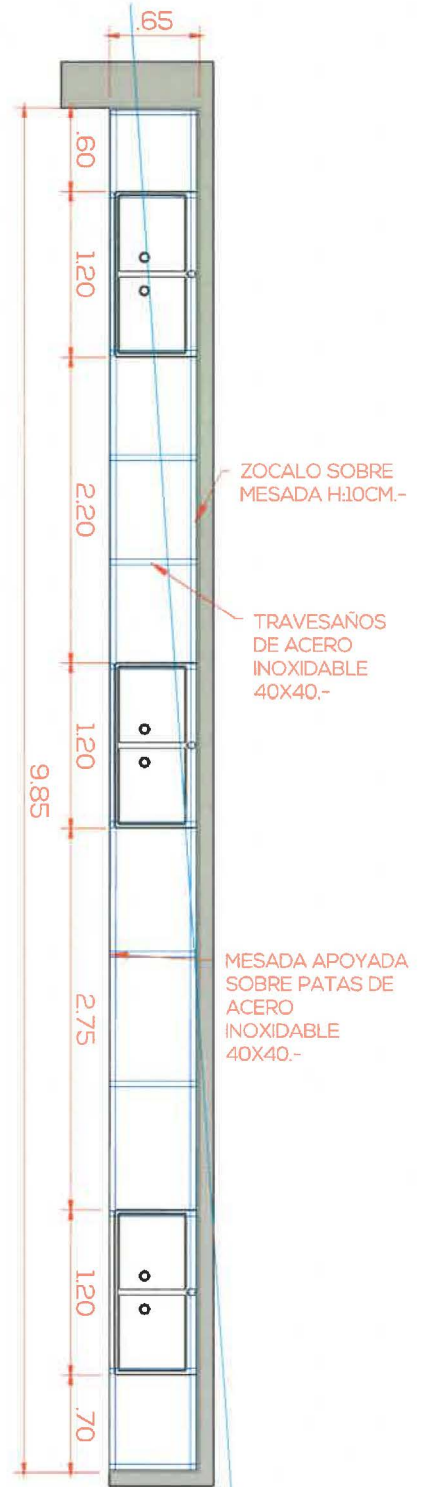 .65
.60
1.20
2.20
1.20
9.85
2.75
1.20
.70
ZOCALO SOBRE
MESADA H:10CM.-
TRAVESAÑOS
DE ACERO
INOXIDABLE
40X40.-
MESADA APOYADA
SOBRE PATAS DE
ACERO
INOXIDABLE
40X40.-